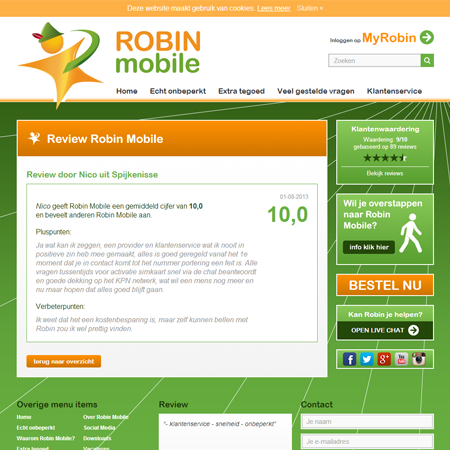 Deze website maakt gebruik van cookies. Lees meer Sluiten ×
ROBIN
mobile
Inloggen op MyRobin
Zoeken
Home Echt onbeperkt Extra tegoed Veel gestelde vragen Klantenservice
Review Robin Mobile
Review door Nico uit Spijkenisse
01-08-2013
Nico geeft Robin Mobile een gemiddeld cijfer van 10,0
en beveelt anderen Robin Mobile aan.
10,0
Pluspunten:
Ja wat kan ik zeggen, een provider en klantenservice wat ik nooit in
positieve zin heb mee gemaakt, alles is goed geregeld vanaf het 1e
moment dat je in contact komt tot het nummer portering een feit is. Alle
vragen tussentijds voor activatie simkaart snel via de chat beantwoordt
en goede dekking op het KPN netwerk, wat wil een mens nog meer en
nu maar hopen dat alles goed blijft gaan.
Verbeterpunten:
Ik weet dat het een kostenbesparing is, maar zelf kunnen bellen met
Robin zou ik wel prettig vinden.
terug naar overzicht
Klantenwaardering
Waardering: 9/10
gebaseerd op 89 reviews
Bekijk reviews
Wil je overstappen
naar Robin
Mobile?
info klik hier
BESTEL NU
Kan Robin je helpen?
OPEN LIVE CHAT
Overige menu items
Home
Echt onbeperkt
Waarom Robin Mobile?
Extra tegoed
Over Robin Mobile
Social Media
Downloads
Vacatures
Review
"- klantenservice - snelheid - onbeperkt"
Contact
Je naam
Je e-mailadres